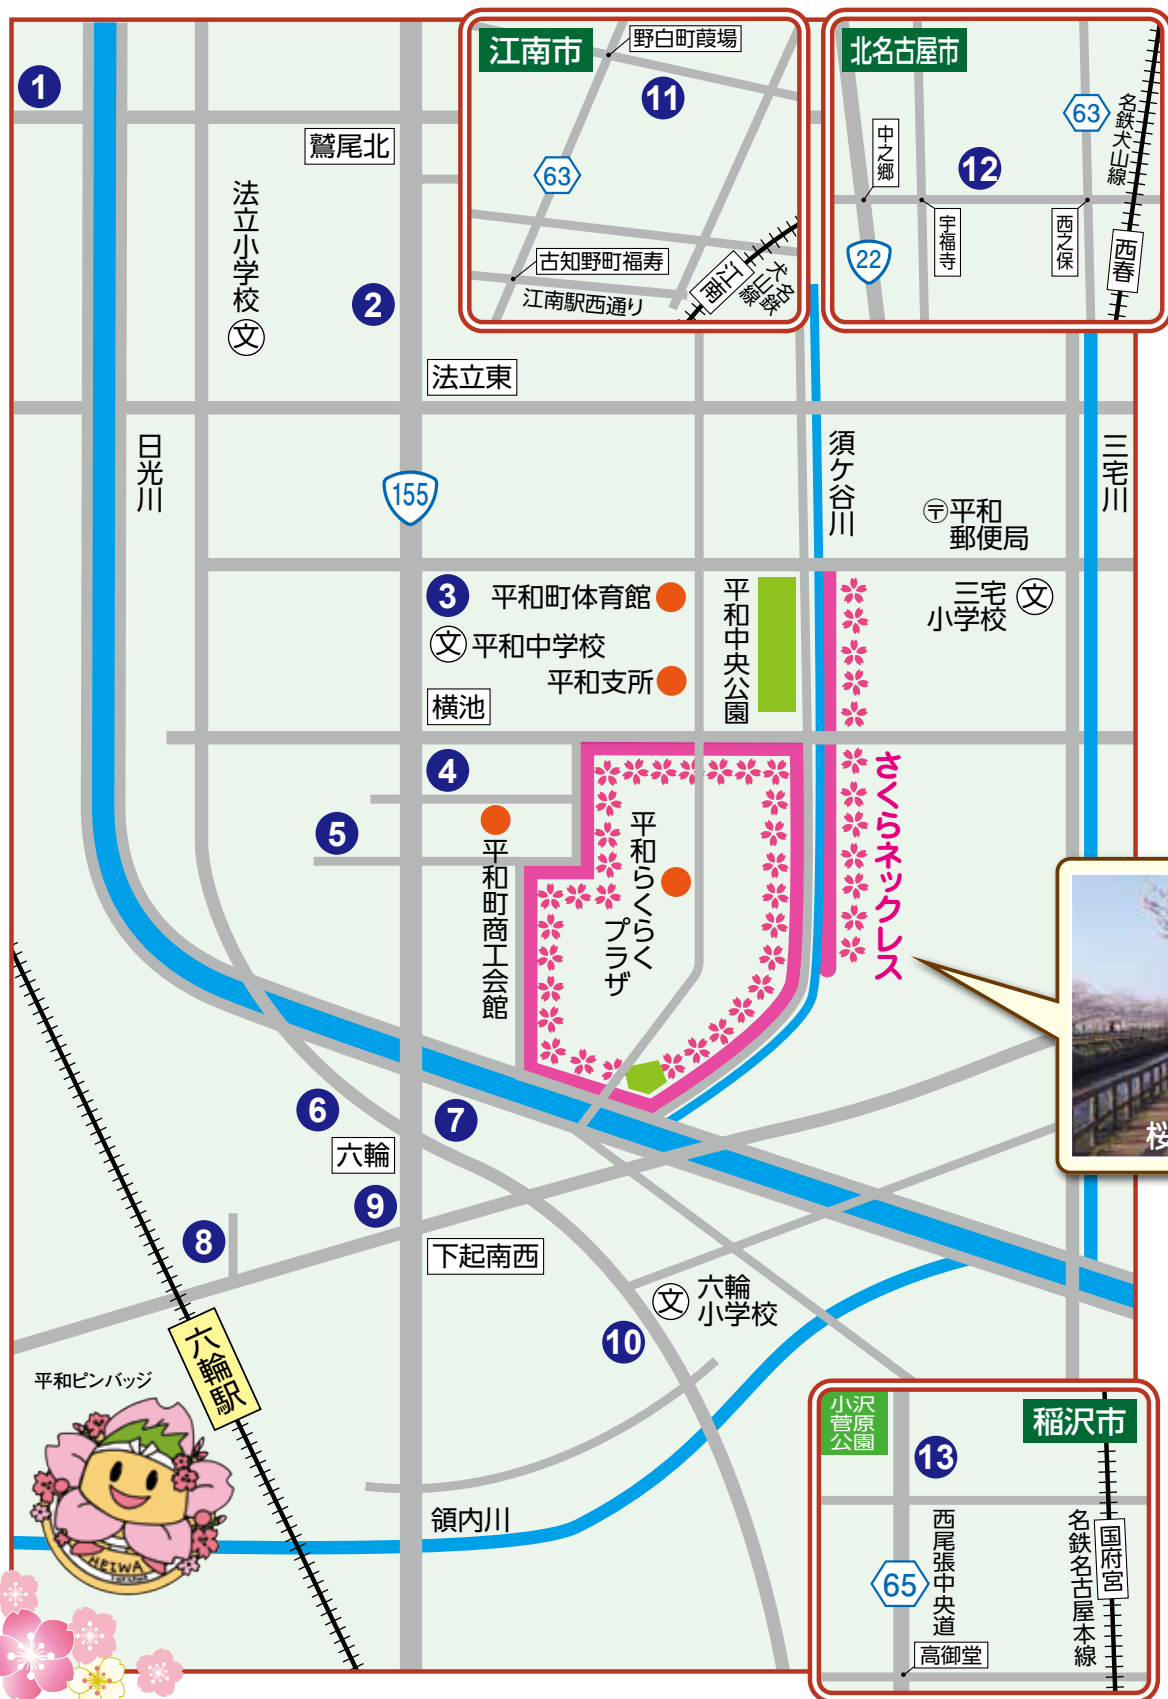 江南市
野白町葭場
11
63
古知野町福寿
江南駅西通り
江南
名鉄
犬山線
北名古屋市
63
名鉄犬山線
中之郷
12
宇福寺
西之保
22
西春
1
鷲尾北
法立小学校
文
2
法立東
日光川
155
須ケ谷川
三宅川
〒平和
郵便局
3
平和町体育館
文
平和中学校
平和支所
平和中央公園
三宅
小学校
文
横池
4
5
平和町商工会館
平和らくらく
プラザ
さくらネックレス
桜
6
7
六輪
9
8
下起南西
文
六輪
小学校
10
六輪駅
平和ピンバッジ
HEIWA
領内川
小沢
菅原
公園
稲沢市
13
西尾張中央道
65
名鉄名古屋本線
国府宮
高御堂